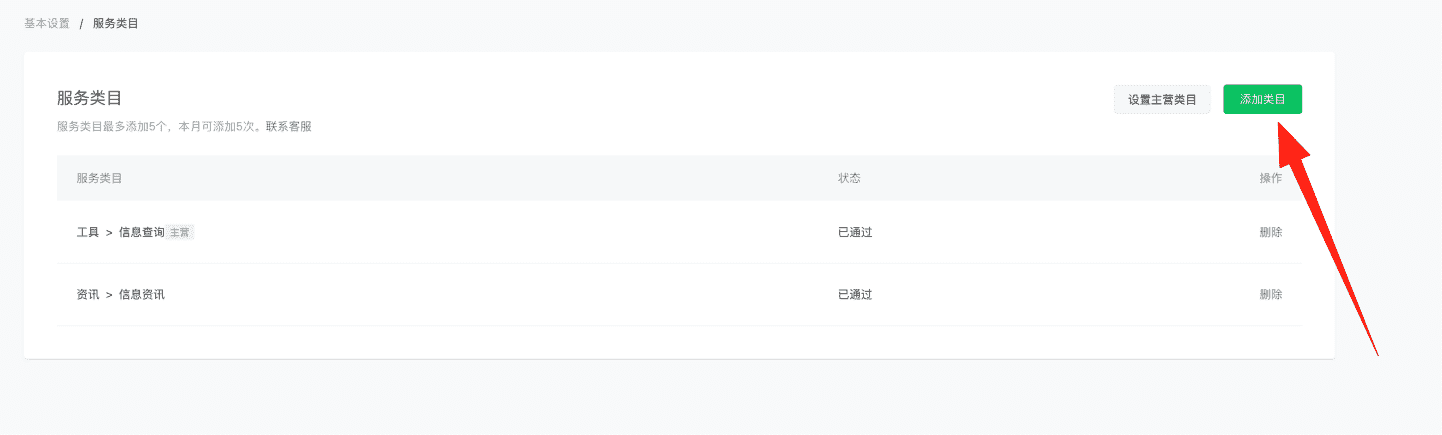 基本设置 / 服务类目
服务类目
设置主营类目 添加类目
服务类目最多添加5个，本月可添加5次。联系客服
服务类目 状态 操作
工具 > 信息查询 主营 已通过 删除
资讯 > 信息资讯 已通过 删除